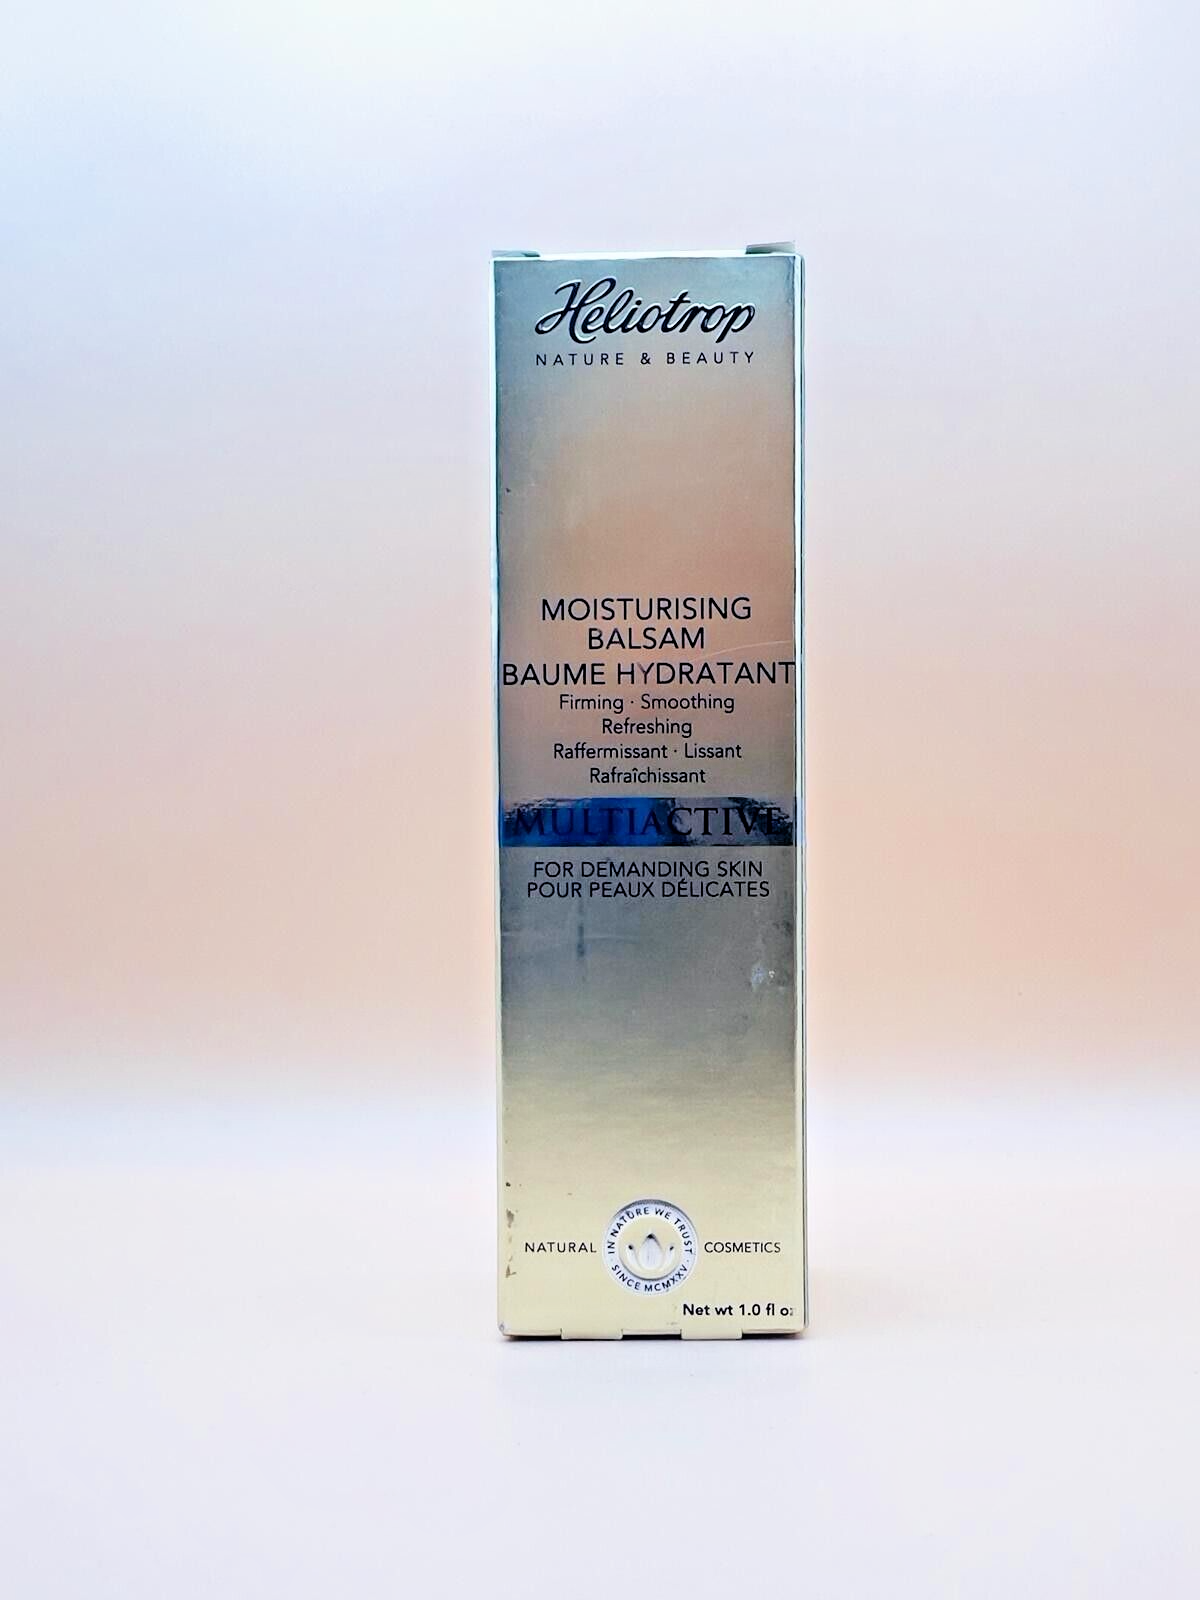 Heliotrop
NATURE & BEAUTY
MOISTURISING
BALSAM
BAUME HYDRATANT
Firming · Smoothing
Refreshing
Raffermissant · Lissant
Rafraîchissant
MULTIACTIVE
FOR DEMANDING SKIN
POUR PEAUX DÉLICATES
NATURAL
IN NATURE WE TRUST
· SINCE MCMXXV ·
COSMETICS
Net wt 1.0 fl oz